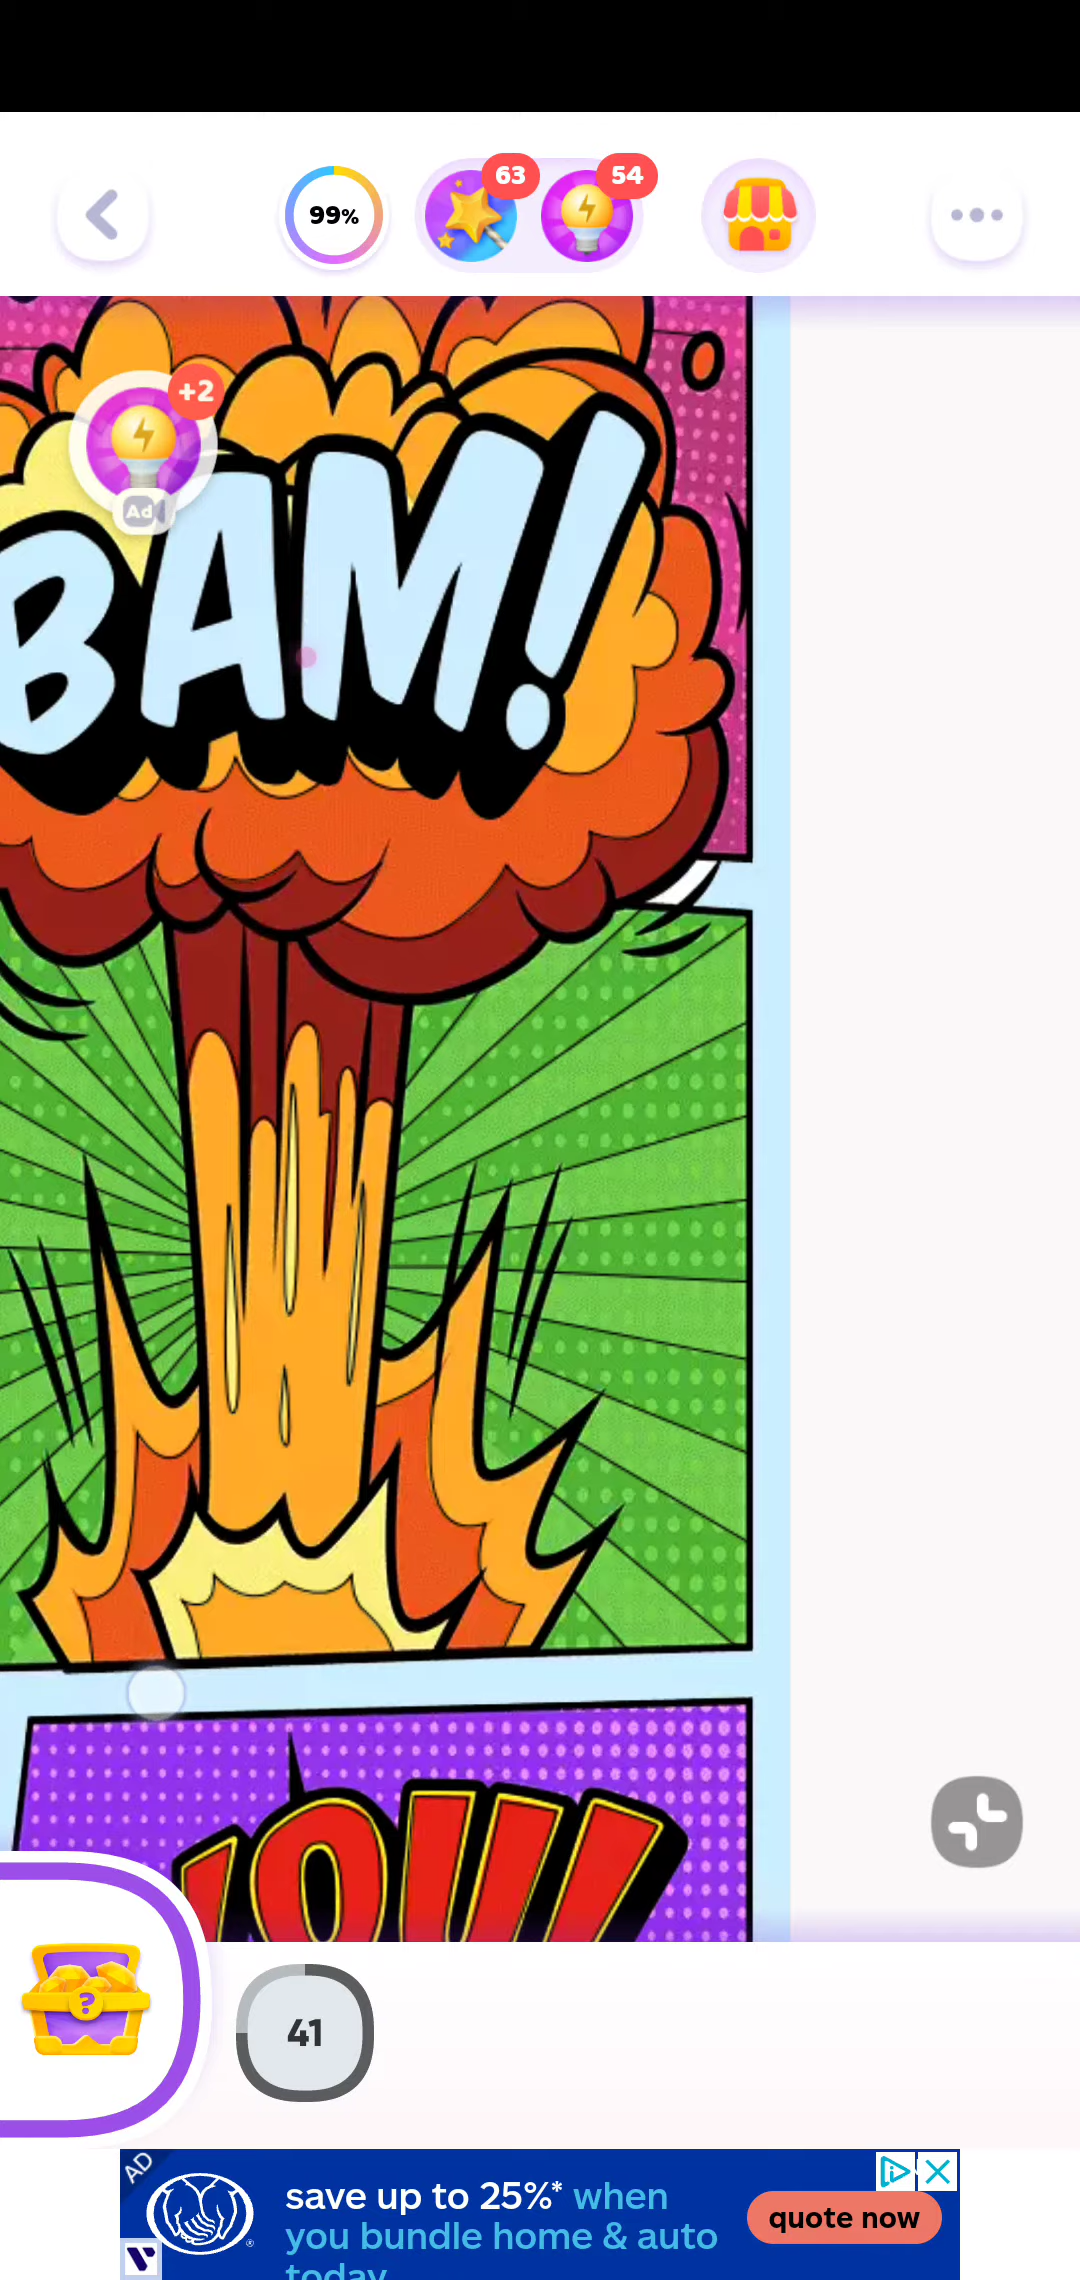 99%
63
54
+2
Ad
BAM!
41
AD
save up to 25%* when
you bundle home & auto
today
quote now